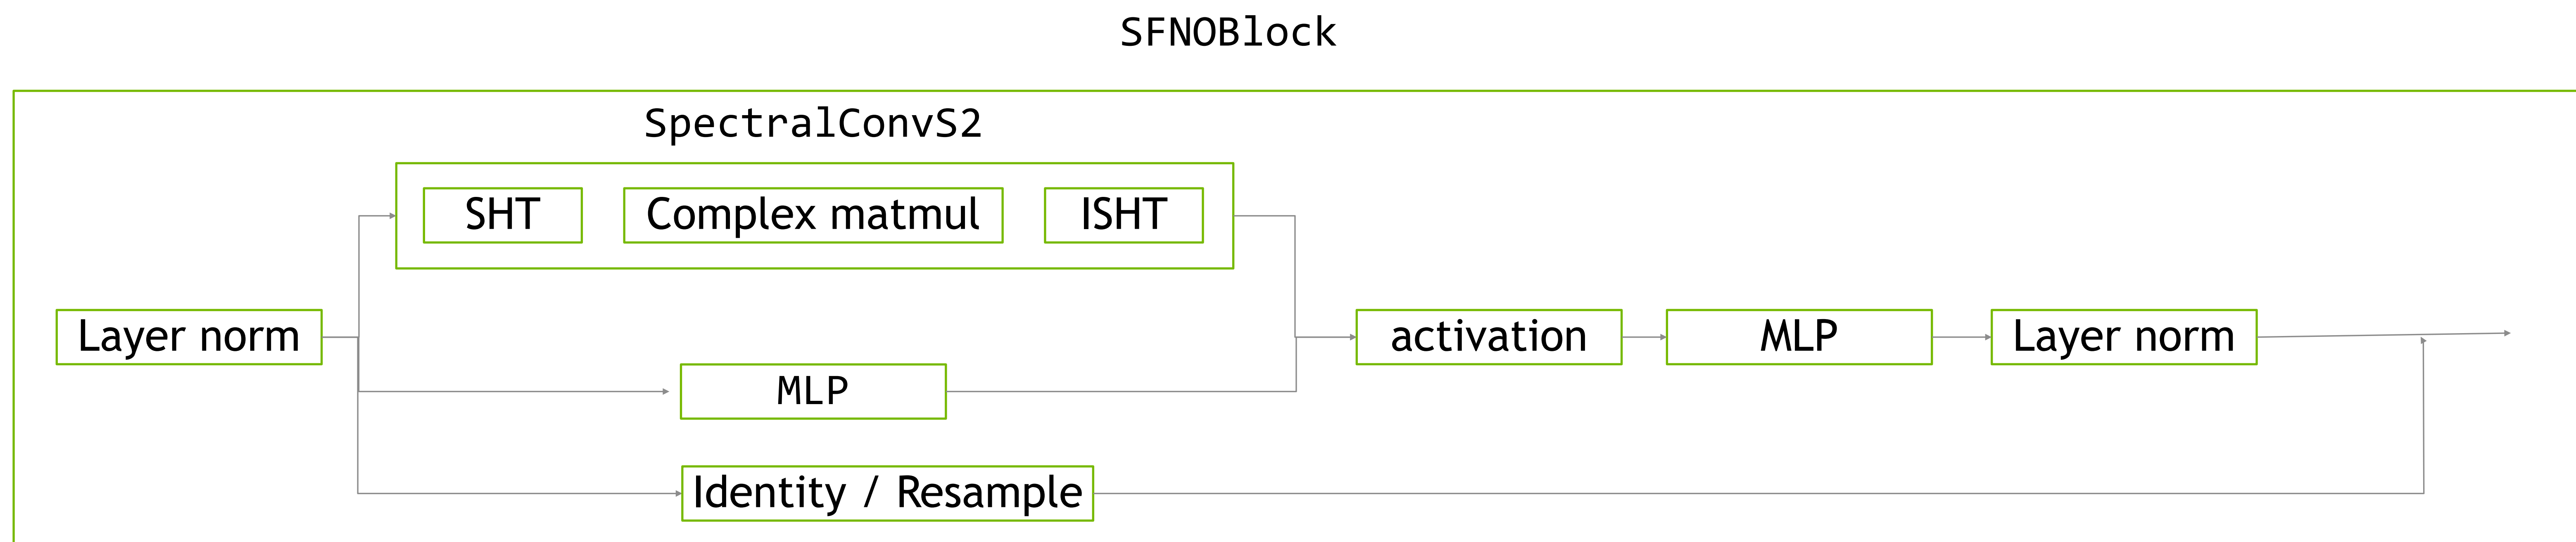 SFNOBlock
SpectralConvS2
SHT
Complex matmul
ISHT
Layer norm
activation
MLP
Layer norm
MLP
Identity / Resample